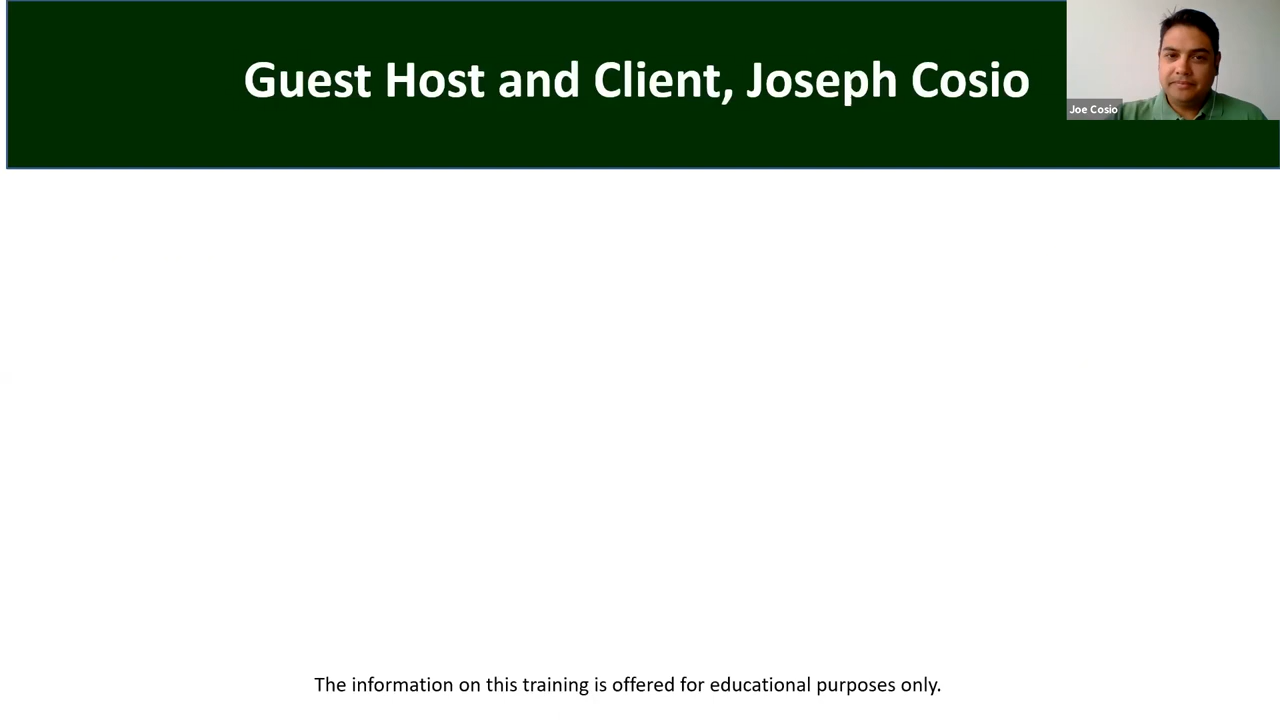 Guest Host and Client, Joseph Cosio
Joe Cosio
The information on this training is offered for educational purposes only.